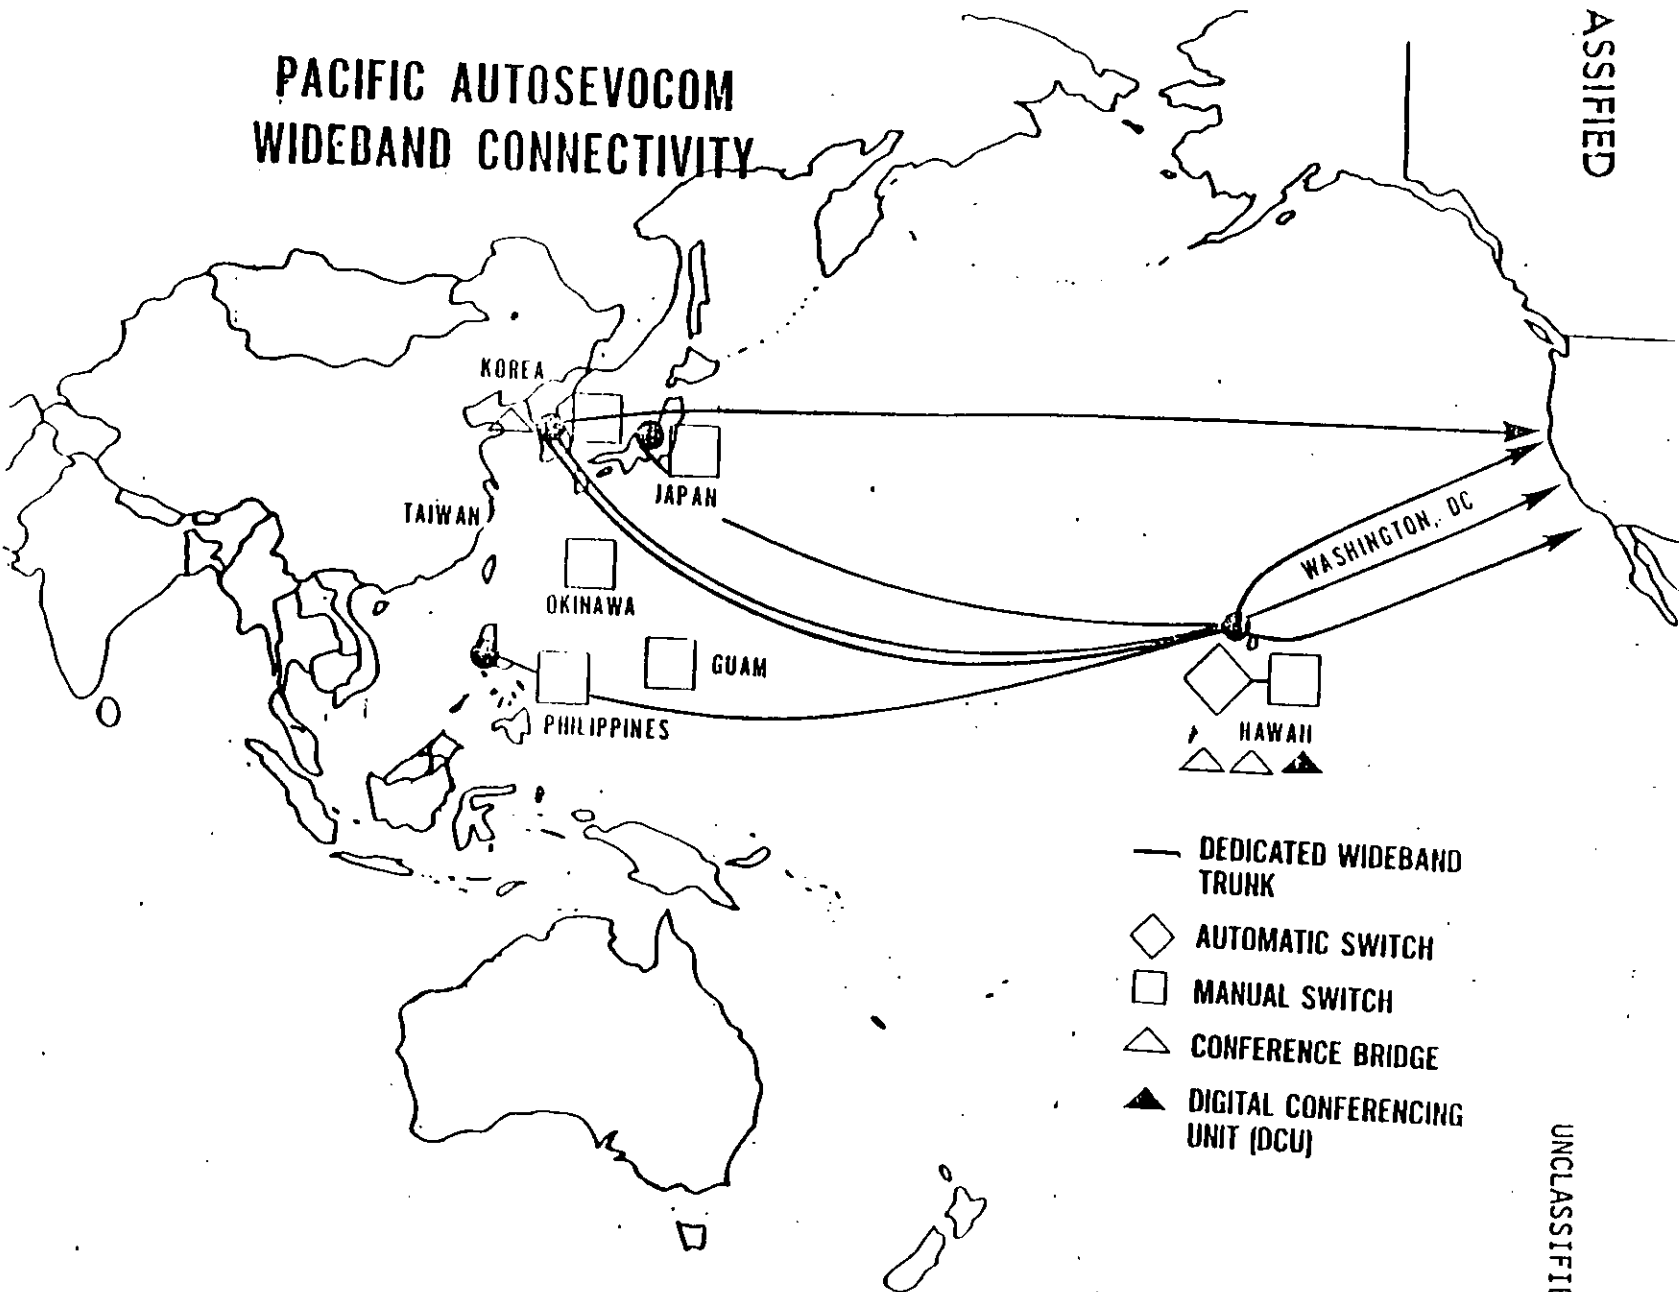 ASSIFIED
PACIFIC AUTOSEVOCOM
WIDEBAND CONNECTIVITY
KOREA
JAPAN
TAIWAN
WASHINGTON, DC
OKINAWA
GUAM
PHILIPPINES
HAWAII
DEDICATED WIDEBAND
TRUNK
AUTOMATIC SWITCH
MANUAL SWITCH
CONFERENCE BRIDGE
DIGITAL CONFERENCING
UNIT (DCU)
UNCLASSIFIE